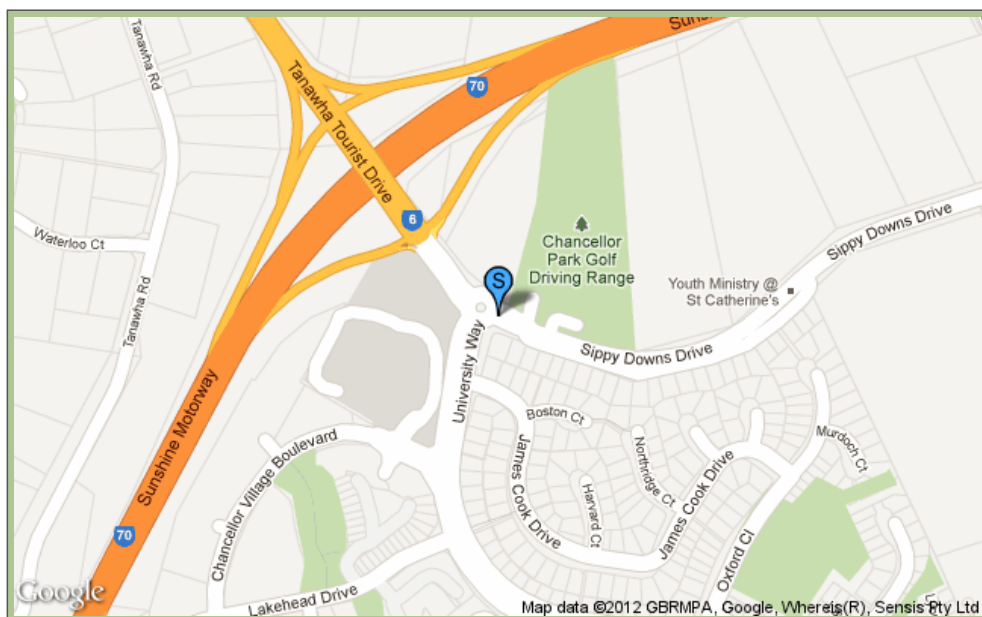 Tanawha Rd
Sunshi
70
Tanawha Tourist Drive
6
Waterloo Ct
Chancellor
Park Golf
Driving Range
Sippy Downs Drive
S
Youth Ministry @
St Catherine's
Tanawha Rd
University Way
Sippy Downs Drive
Sunshine Motorway
Boston Ct
James Cook Drive
Northridge Ct
Murdoch Ct
Chancellor Village Boulevard
Harvard Ct
James Cook Drive
70
Oxford Cl
Lakehead Drive
Google
Map data ©2012 GBRMPA, Google, Whereis(R), Sensis Pty Ltd